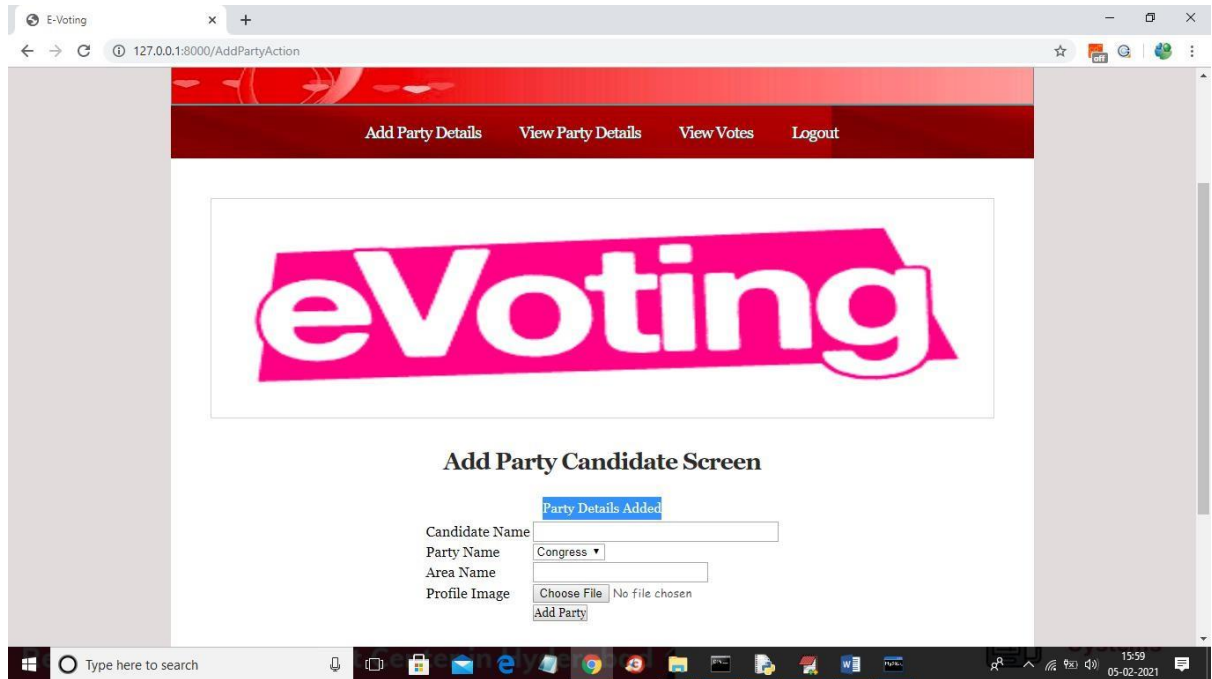 E-Voting
127.0.0.1:8000/AddPartyAction
off
Add Party Details View Party Details View Votes Logout
eVoting
Add Party Candidate Screen
Party Details Added
Candidate Name
Party Name Congress
Area Name
Profile Image Choose File No file chosen
Add Party
Type here to search
15:59
05-02-2021